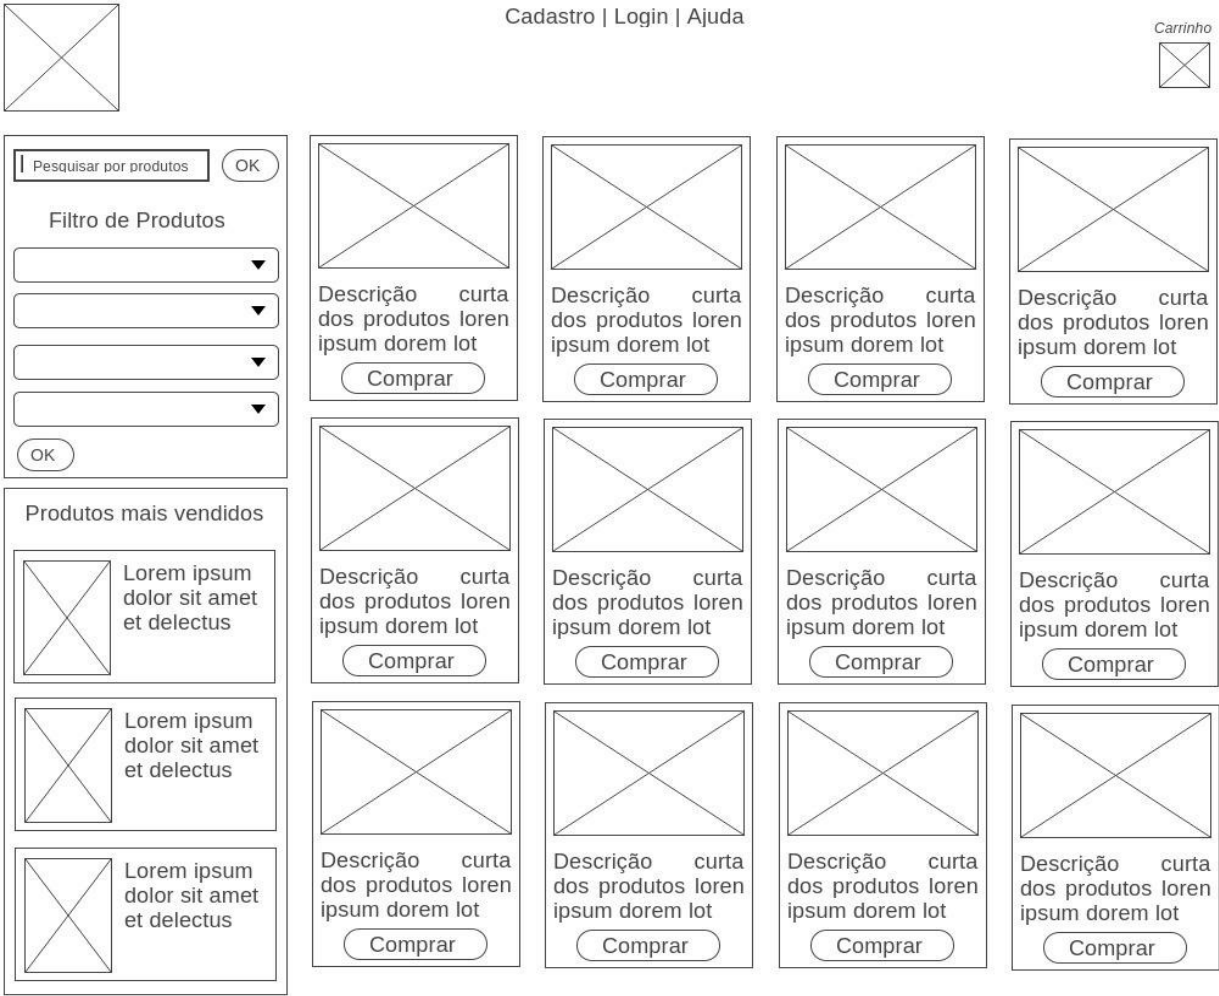 Cadastro | Login | Ajuda
Carrinho
Pesquisar por produtos
OK
Filtro de Produtos
OK
Produtos mais vendidos
Lorem ipsum
dolor sit amet
et delectus
Lorem ipsum
dolor sit amet
et delectus
Lorem ipsum
dolor sit amet
et delectus
Descrição curta
dos produtos loren
ipsum dorem lot
Comprar
Descrição curta
dos produtos loren
ipsum dorem lot
Comprar
Descrição curta
dos produtos loren
ipsum dorem lot
Comprar
Descrição curta
dos produtos loren
ipsum dorem lot
Comprar
Descrição curta
dos produtos loren
ipsum dorem lot
Comprar
Descrição curta
dos produtos loren
ipsum dorem lot
Comprar
Descrição curta
dos produtos loren
ipsum dorem lot
Comprar
Descrição curta
dos produtos loren
ipsum dorem lot
Comprar
Descrição curta
dos produtos loren
ipsum dorem lot
Comprar
Descrição curta
dos produtos loren
ipsum dorem lot
Comprar
Descrição curta
dos produtos loren
ipsum dorem lot
Comprar
Descrição curta
dos produtos loren
ipsum dorem lot
Comprar